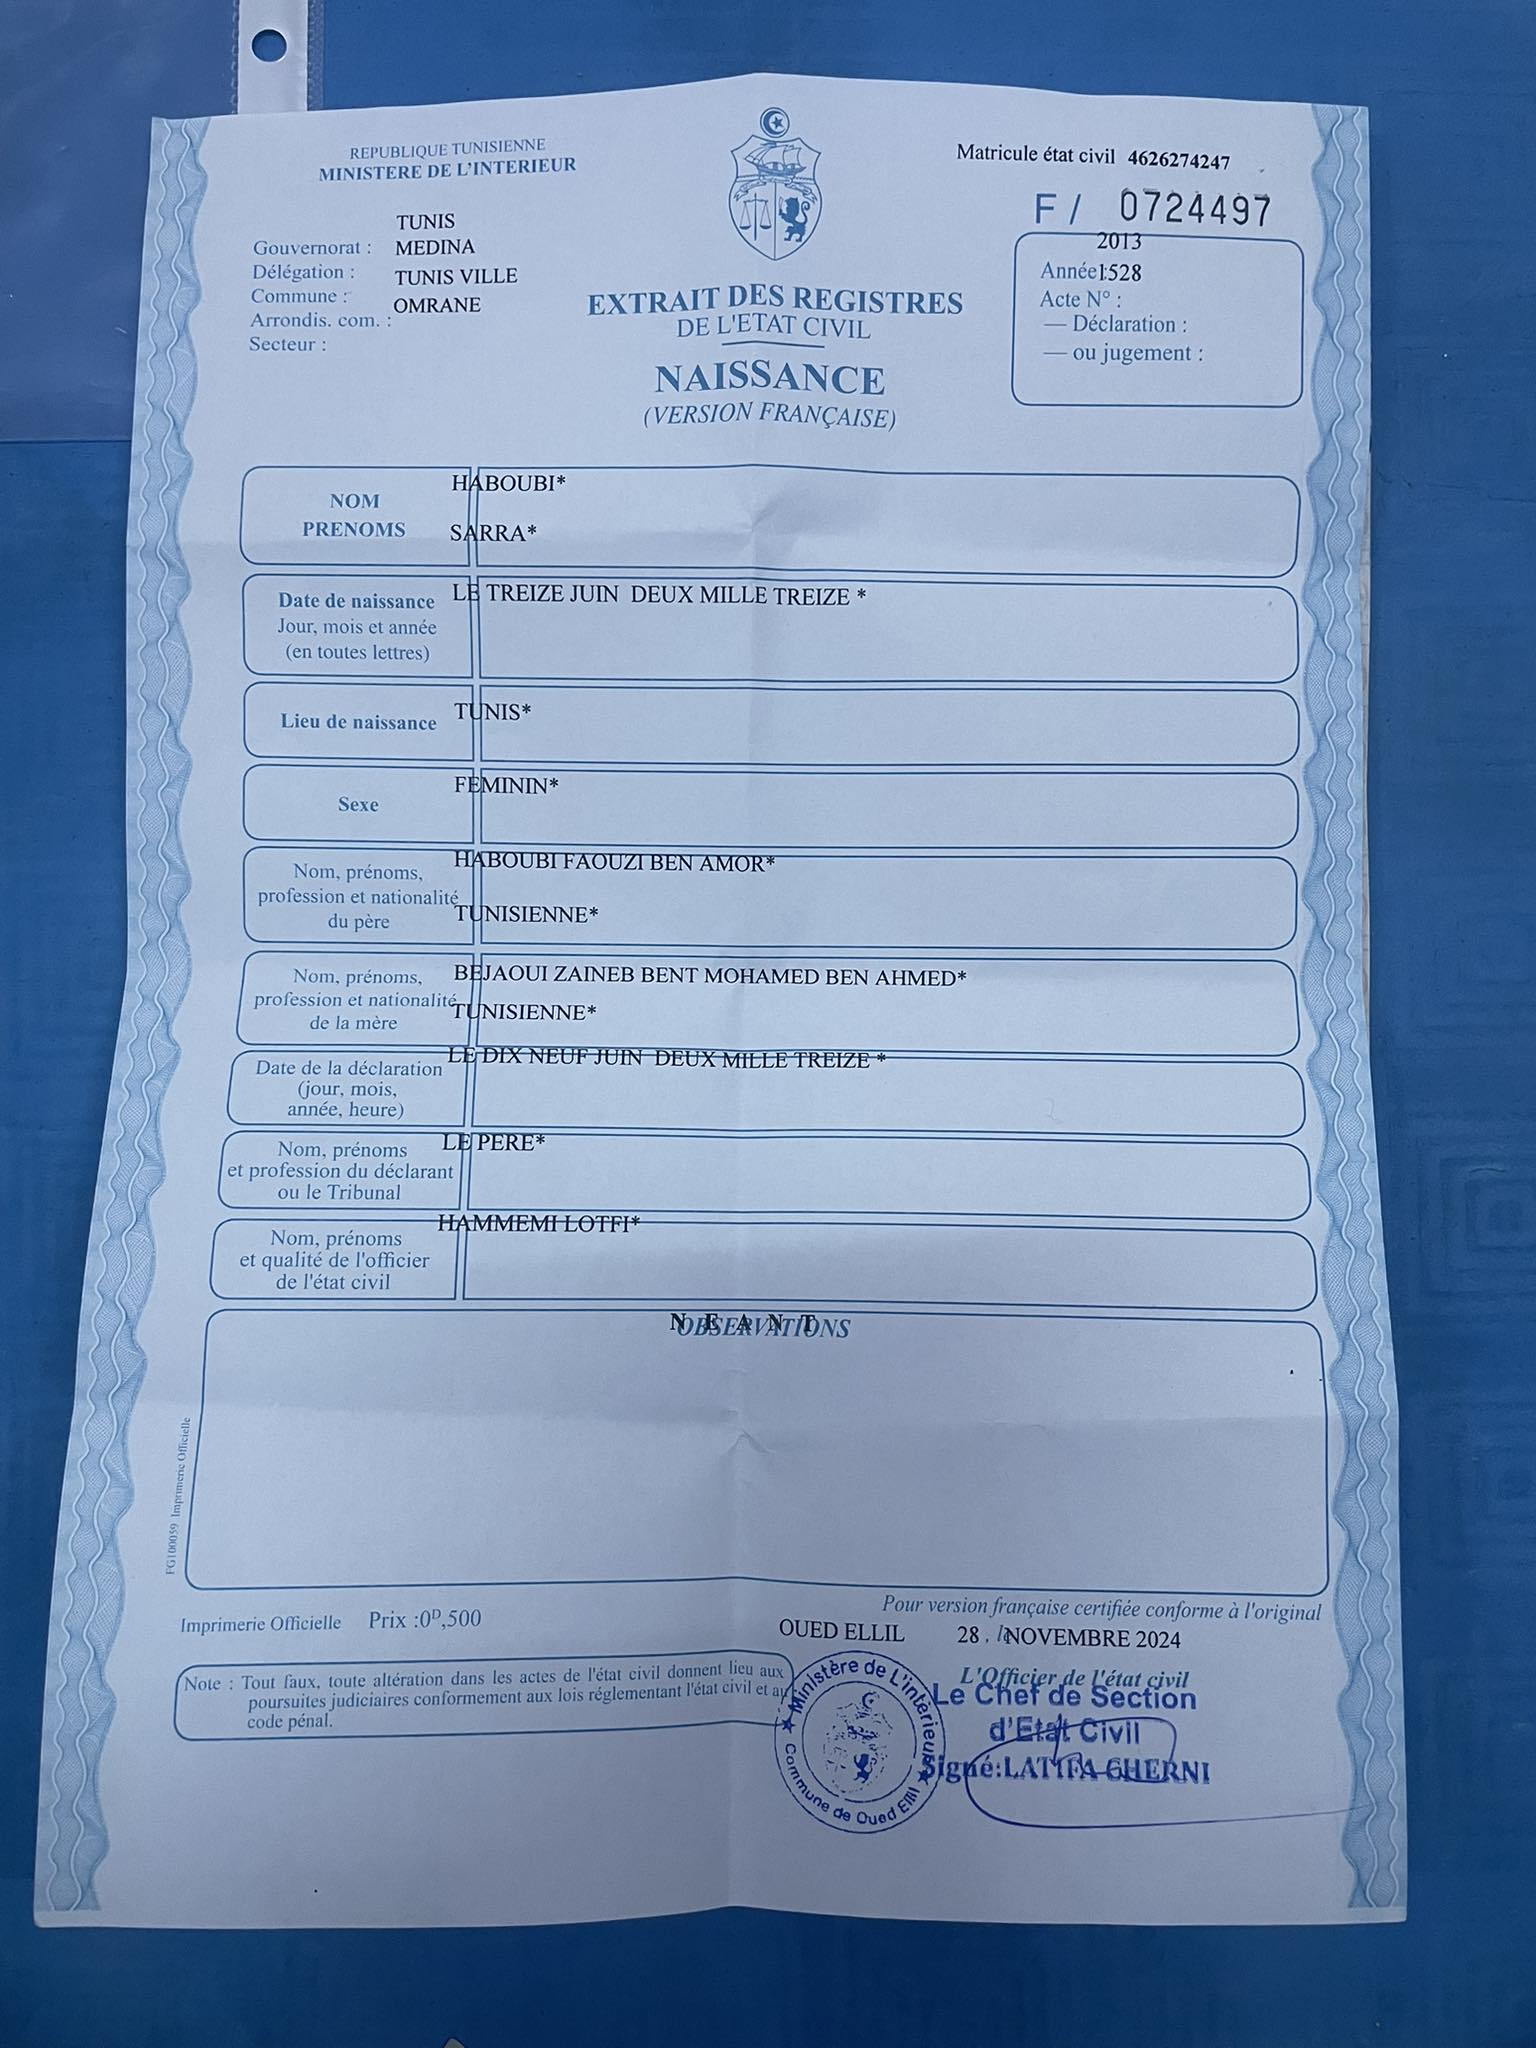 REPUBLIQUE TUNISIENNE
MINISTERE DE L'INTERIEUR
Matricule état civil 4626274247
F / 0724497
TUNIS
Gouvernorat : MEDINA
Délégation : TUNIS VILLE
Commune : OMRANE
Arrondis. com. :
Secteur :
2013
Année : 1528
Acte N° :
— Déclaration :
— ou jugement :
EXTRAIT DES REGISTRES
DE L'ETAT CIVIL
NAISSANCE
(VERSION FRANÇAISE)
NOM HABOUBI*
PRENOMS SARRA*
Date de naissance LE TREIZE JUIN DEUX MILLE TREIZE *
Jour, mois et année
(en toutes lettres)
Lieu de naissance TUNIS*
Sexe FEMININ*
Nom, prénoms, HABOUBI FAOUZI BEN AMOR*
profession et nationalité
du père TUNISIENNE*
Nom, prénoms, BEJAOUI ZAINEB BENT MOHAMED BEN AHMED*
profession et nationalité TUNISIENNE*
de la mère
Date de la déclaration LE DIX NEUF JUIN DEUX MILLE TREIZE *
(jour, mois,
année, heure)
Nom, prénoms LE PERE*
et profession du déclarant
ou le Tribunal
Nom, prénoms HAMMEMI LOTFI*
et qualité de l'officier
de l'état civil
N E A N T
OBSERVATIONS
FG100059 Imprimerie Officielle
Imprimerie Officielle Prix :0D,500
Pour version française certifiée conforme à l'original
OUED ELLIL 28 , le NOVEMBRE 2024
Note : Tout faux, toute altération dans les actes de l'état civil donnent lieu aux
poursuites judiciaires conformement aux lois réglementant l'état civil et au
code pénal.
L'Officier de l'état civil
Le Chef de Section
d'Etat Civil
Signé:LATIFA GHERNI
Ministère de L'intèrieur
Commune de Oued Ellil